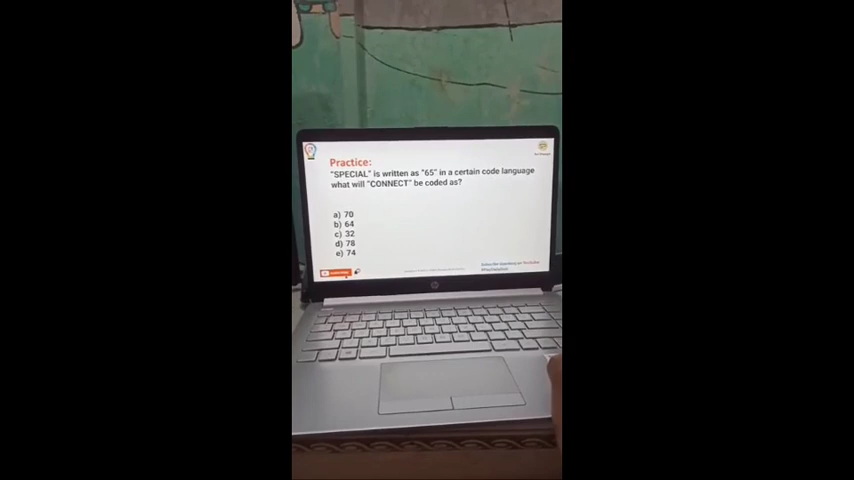 Practice:
"SPECIAL" is written as "65" in a certain code language
what will "CONNECT" be coded as?
a) 70
b) 64
c) 32
d) 78
e) 74
SUBSCRIBE